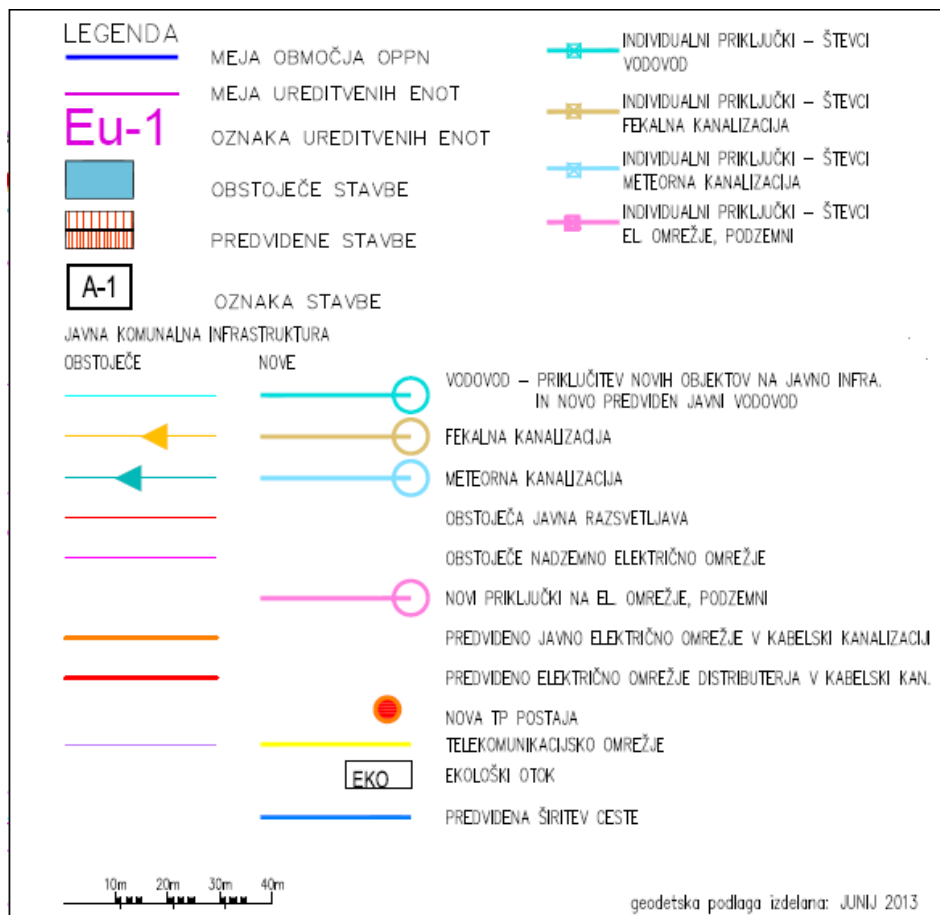 LEGENDA
MEJA OBMOČJA OPPN
MEJA UREDITVENIH ENOT
Eu-1
OZNAKA UREDITVENIH ENOT
OBSTOJEČE STAVBE
PREDVIDENE STAVBE
A-1
OZNAKA STAVBE
INDIVIDUALNI PRIKLJUČKI – ŠTEVCI
VODOVOD
INDIVIDUALNI PRIKLJUČKI – ŠTEVCI
FEKALNA KANALIZACIJA
INDIVIDUALNI PRIKLJUČKI – ŠTEVCI
METEORNA KANALIZACIJA
INDIVIDUALNI PRIKLJUČKI – ŠTEVCI
EL. OMREŽJE, PODZEMNI
JAVNA KOMUNALNA INFRASTRUKTURA
OBSTOJEČE
NOVE
VODOVOD – PRIKLUČITEV NOVIH OBJEKTOV NA JAVNO INFRA.
IN NOVO PREDVIDEN JAVNI VODOVOD
FEKALNA KANALIZACIJA
METEORNA KANALIZACIJA
OBSTOJEČA JAVNA RAZSVETLJAVA
OBSTOJEČE NADZEMNO ELEKTRIČNO OMREŽJE
NOVI PRIKLJUČKI NA EL. OMREŽJE, PODZEMNI
PREDVIDENO JAVNO ELEKTRIČNO OMREŽJE V KABELSKI KANALIZACIJI
PREDVIDENO ELEKTRIČNO OMREŽJE DISTRIBUTERJA V KABELSKI KAN.
NOVA TP POSTAJA
TELEKOMUNIKACIJSKO OMREŽJE
EKO
EKOLOŠKI OTOK
PREDVIDENA ŠIRITEV CESTE
10m 20m 30m 40m
geodetska podlaga izdelana: JUNIJ 2013